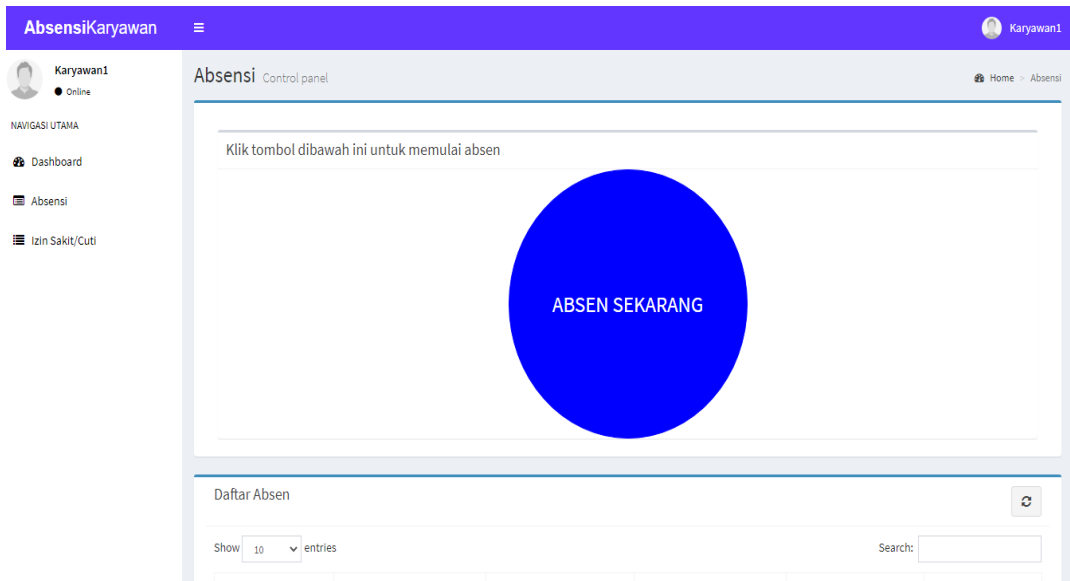 AbsensiKaryawan
Karyawan1
Karyawan1
Online
NAVIGASI UTAMA
Dashboard
Absensi
Izin Sakit/Cuti
Absensi Control panel
Home > Absensi
Klik tombol dibawah ini untuk memulai absen
ABSEN SEKARANG
Daftar Absen
Show 10 entries
Search: